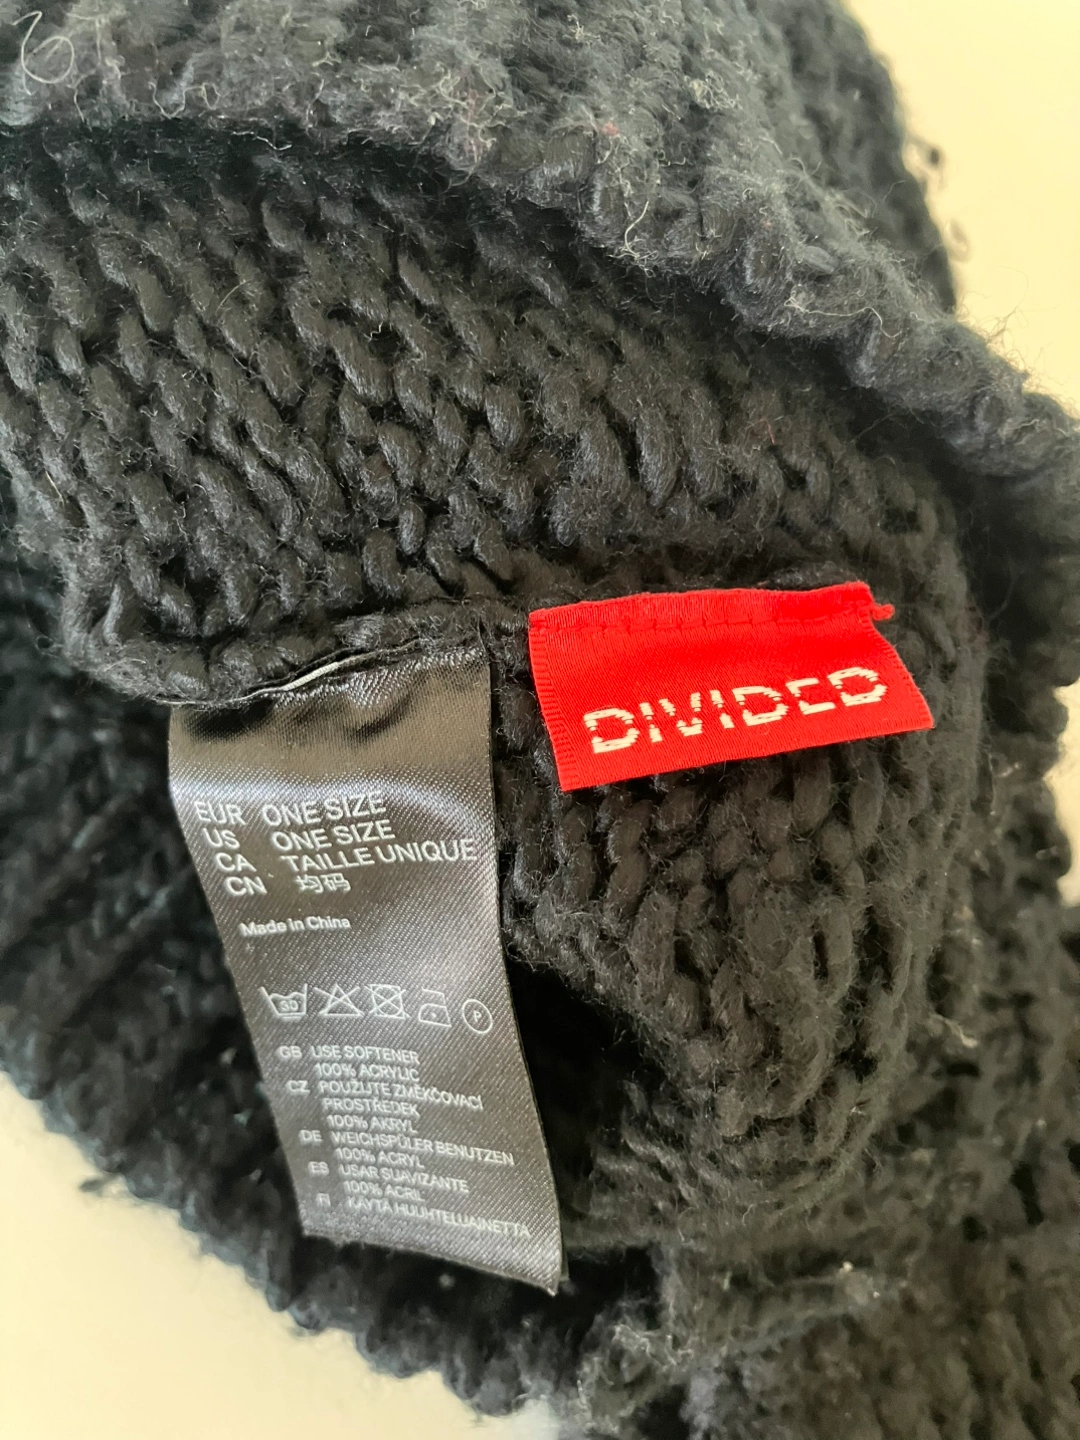 DIVIDED
EUR ONE SIZE
US ONE SIZE
CA TAILLE UNIQUE
CN 均码
Made in China
30
P
GB USE SOFTENER
100% ACRYLIC
CZ POUŽIJTE ZMĚKČOVACÍ
PROSTŘEDEK
100% AKRYL
DE WEICHSPÜLER BENUTZEN
100% ACRYL
ES USAR SUAVIZANTE
100% ACRIL
FI KÄYTÄ HUUHTELUAINETTA